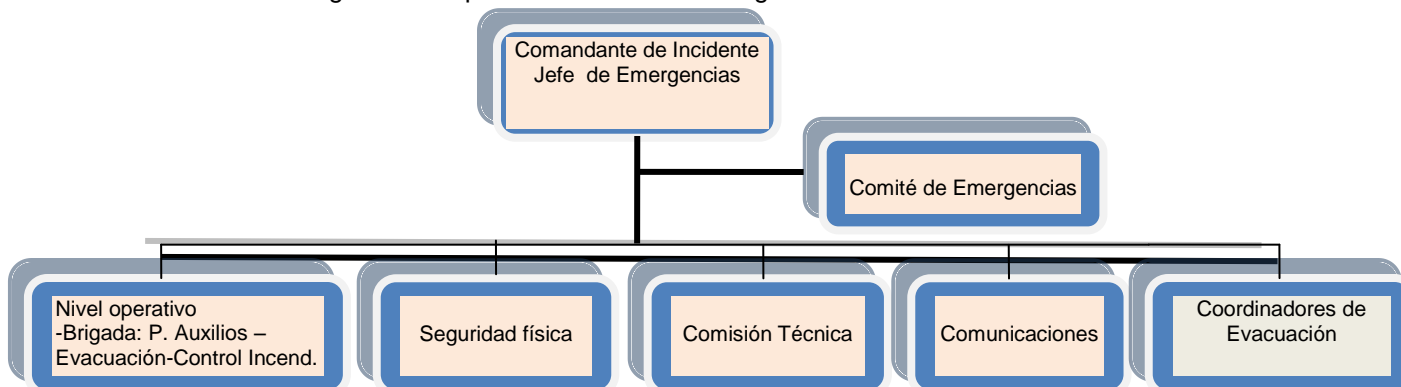 Comandante de Incidente
Jefe de Emergencias
Comité de Emergencias
Nivel operativo
-Brigada: P. Auxilios –
Evacuación-Control Incend.
Seguridad física
Comisión Técnica
Comunicaciones
Coordinadores de
Evacuación